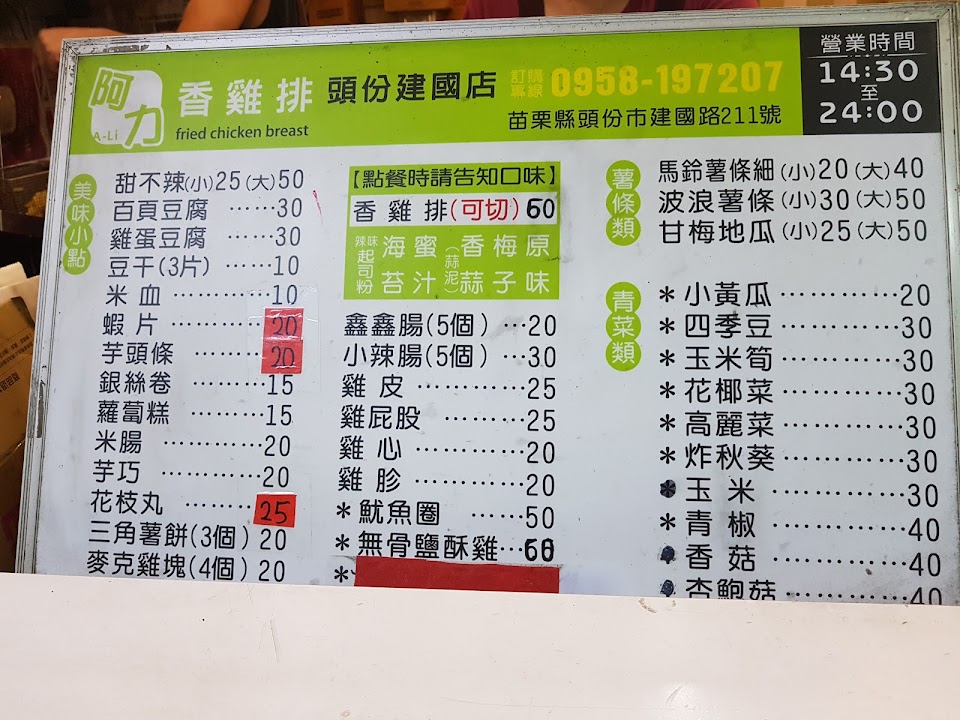 阿力
A-Li
香雞排 頭份建國店
fried chicken breast
訂購專線 0958-197207
苗栗縣頭份市建國路211號
營業時間
14:30
至
24:00
美味小點
甜不辣(小)25(大)50
百頁豆腐 ……30
雞蛋豆腐 ……30
豆干(3片) ……10
米血 …………10
蝦片 …………20
芋頭條 ………20
銀絲卷 ………15
蘿蔔糕 ………15
米腸 …………20
芋巧 …………20
花枝丸 ………25
三角薯餅(3個) 20
麥克雞塊(4個) 20
【點餐時請告知口味】
香雞排(可切) 60
辣味起司粉 海苔 蜜汁 (蒜泥) 香蒜 梅子 原味
鑫鑫腸(5個) …20
小辣腸(5個) …30
雞皮 …………25
雞屁股 ………25
雞心 …………20
雞胗 …………20
*魷魚圈 ……50
*無骨鹽酥雞…60
*
薯條類
馬鈴薯條細(小)20(大)40
波浪薯條(小)30(大)50
甘梅地瓜(小)25(大)50
青菜類
*小黃瓜…………20
*四季豆…………30
*玉米筍…………30
*花椰菜…………30
*高麗菜…………30
*炸秋葵…………30
玉米 …………30
*青椒 …………40
香菇 …………40
杏鮑菇…………40